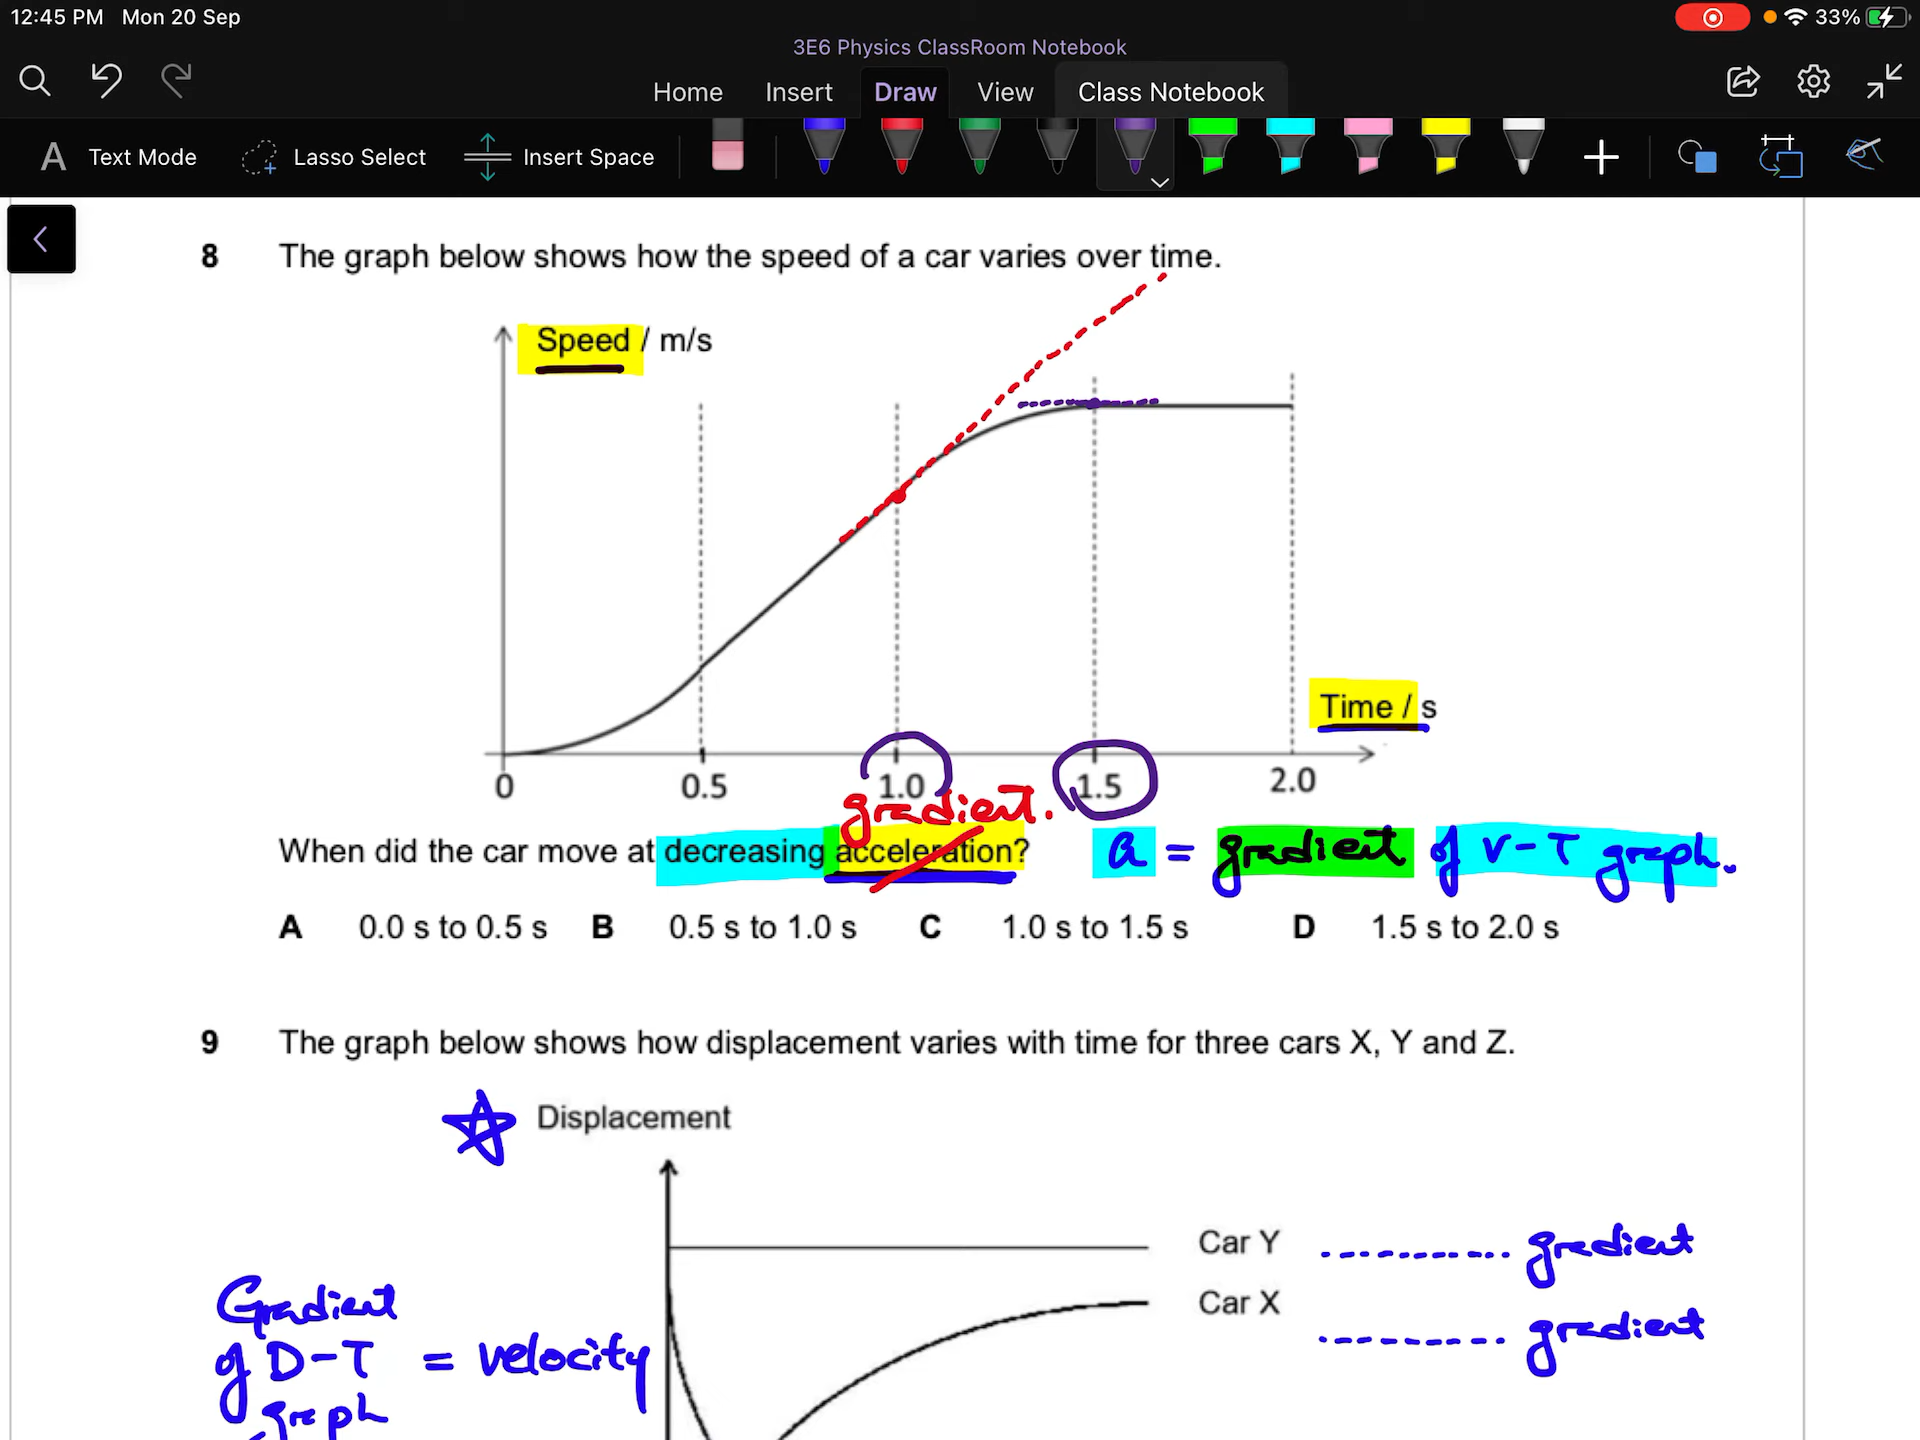 12:45 PM Mon 20 Sep
33%
3E6 Physics ClassRoom Notebook
Home Insert Draw View Class Notebook
A Text Mode Lasso Select Insert Space
8 The graph below shows how the speed of a car varies over time.
Speed / m/s
Time / s
0 0.5 1.0 1.5 2.0
gradient.
When did the car move at decreasing acceleration? a = gradient of v-T graph.
A 0.0 s to 0.5 s B 0.5 s to 1.0 s C 1.0 s to 1.5 s D 1.5 s to 2.0 s
9 The graph below shows how displacement varies with time for three cars X, Y and Z.
Displacement
Car Y gradient
Car X gradient
Gradient
of D-T = velocity
graph